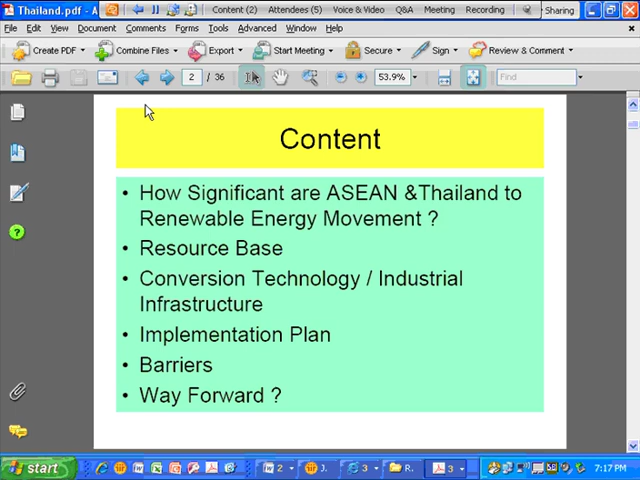 Thailand.pdf - A
Content (2) Attendees (5) Voice & Video Q&A Meeting Recording Sharing
File Edit View Document Comments Forms Tools Advanced Window Help
Create PDF Combine Files Export Start Meeting Secure Sign Review & Comment
2 / 36 53.9% Find
Content
• How Significant are ASEAN &Thailand to
Renewable Energy Movement ?
• Resource Base
• Conversion Technology / Industrial
Infrastructure
• Implementation Plan
• Barriers
• Way Forward ?
start 2 J. 3 R. 3 7:17 PM